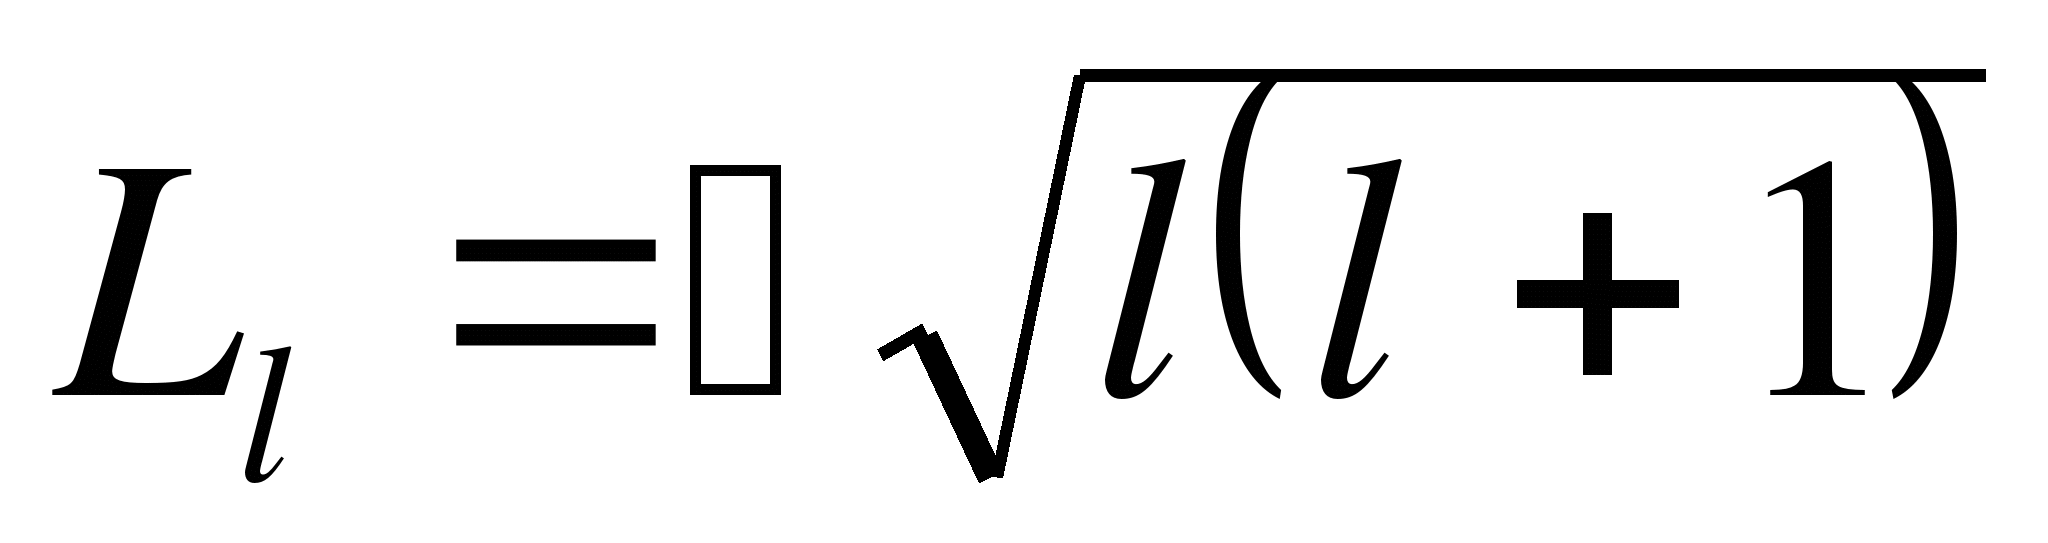 L_l = □ √(l(l + 1))